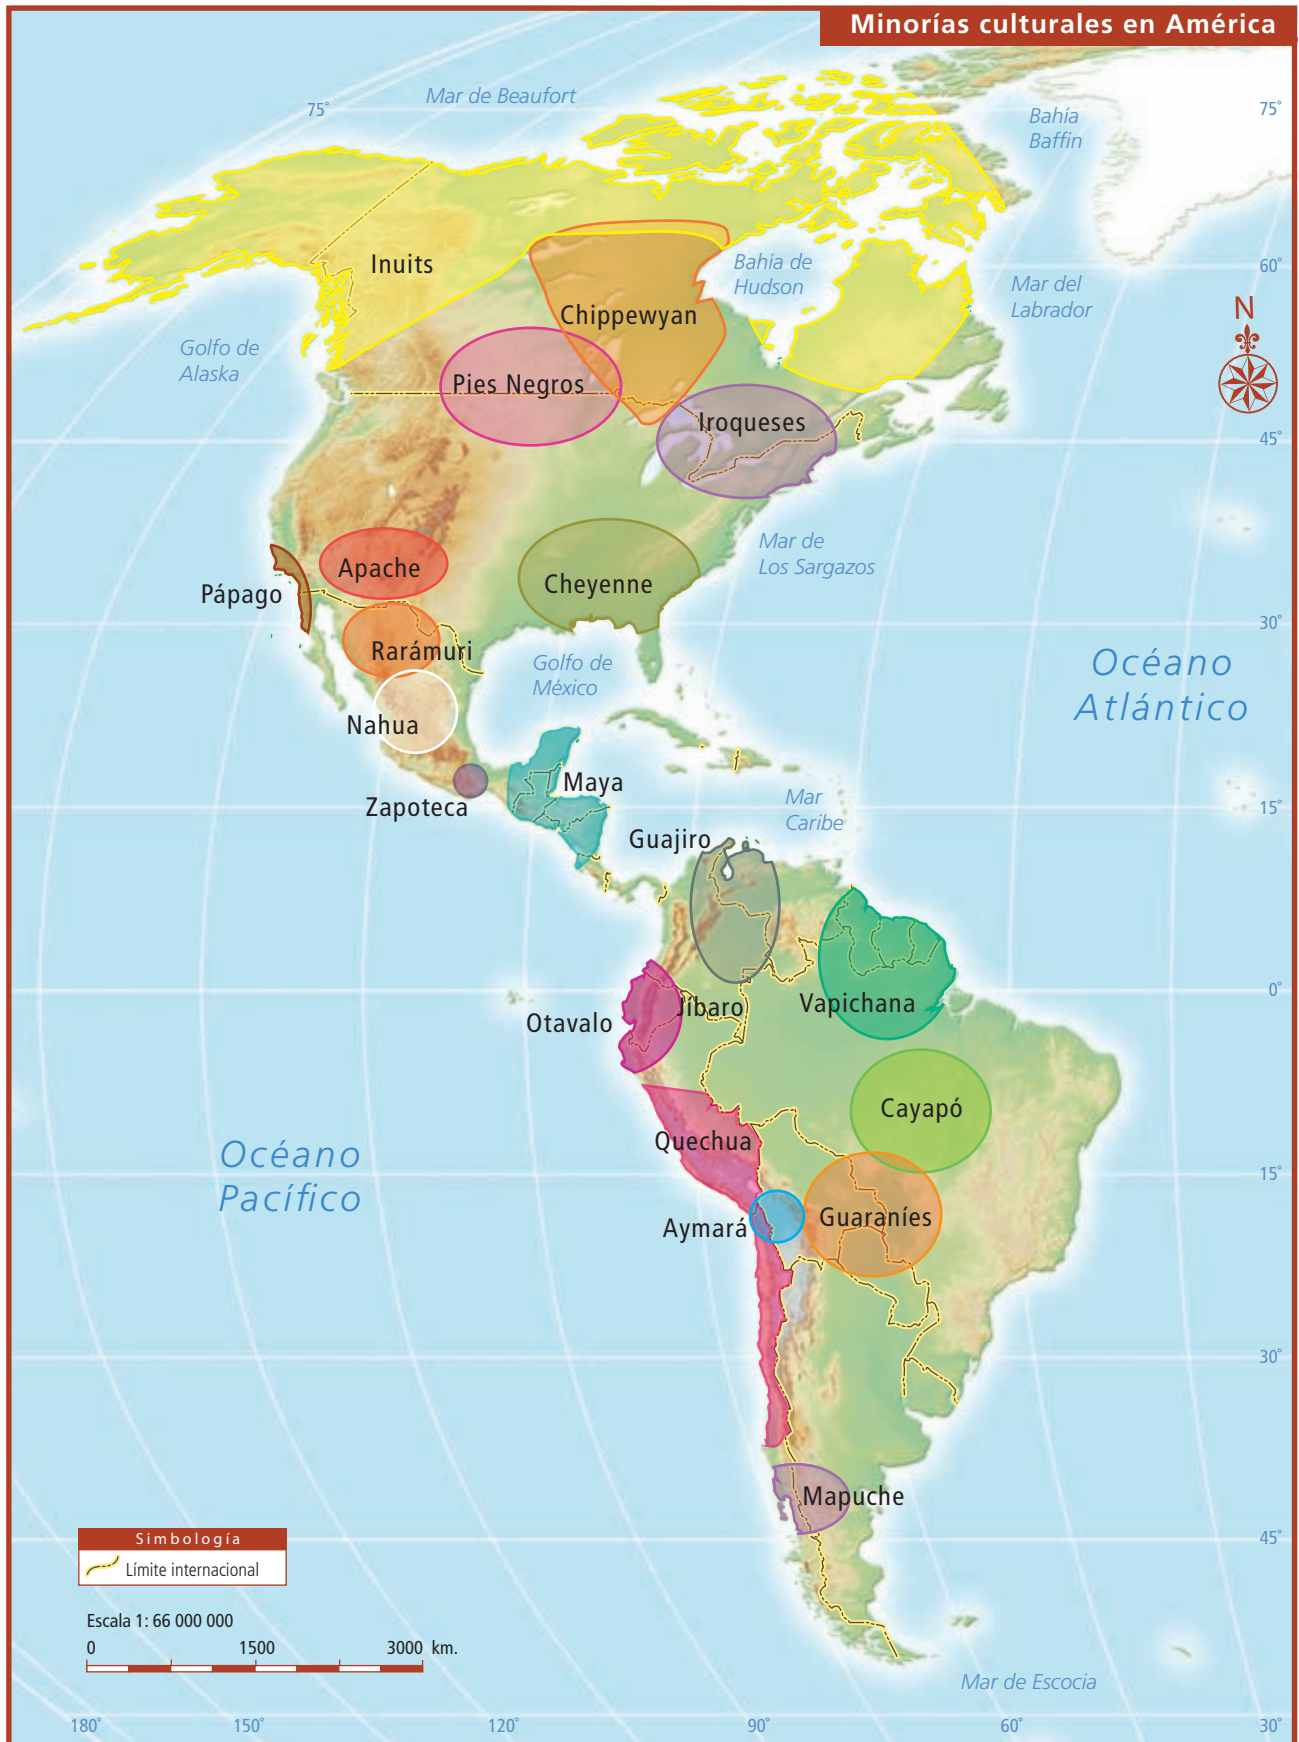 Minorías culturales en América
Mar de Beaufort
75°
75°
Bahía
Baffin
Inuits
Bahía de
Hudson
60°
Mar del
Labrador
N
Chippewyan
Golfo de
Alaska
Pies Negros
Iroqueses
45°
Mar de
Los Sargazos
Apache
Cheyenne
Pápago
30°
Rarámuri
Golfo de
México
Océano
Atlántico
Nahua
Maya
Zapoteca
Mar
Caribe
15°
Guajiro
0°
Jíbaro
Vapichana
Otavalo
Cayapó
Quechua
Océano
Pacífico
15°
Guaraníes
Aymará
30°
Mapuche
45°
Simbología
Límite internacional
Escala 1: 66 000 000
0 1500 3000 km.
Mar de Escocia
180° 150° 120° 90° 60° 30°